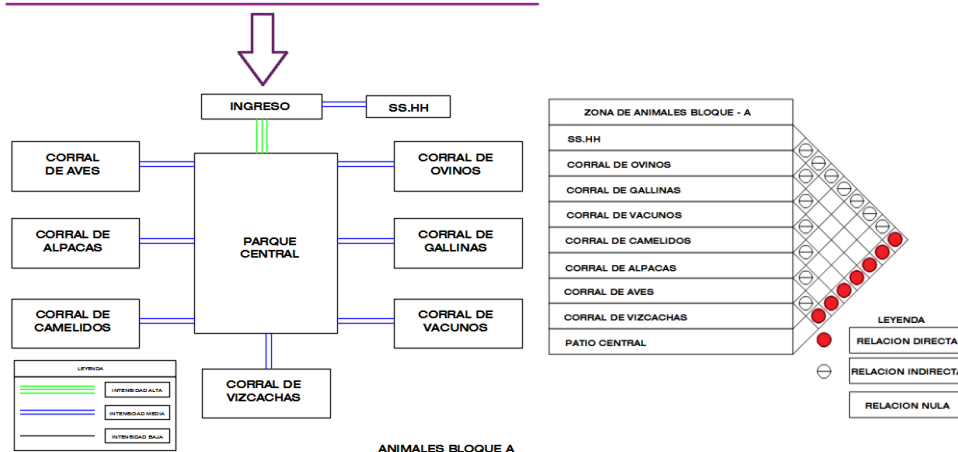 INGRESO
SS.HH
CORRAL
DE AVES
CORRAL DE
OVINOS
CORRAL DE
ALPACAS
PARQUE
CENTRAL
CORRAL DE
GALLINAS
CORRAL DE
CAMELIDOS
CORRAL DE
VACUNOS
CORRAL DE
VIZCACHAS
LEYENDA
INTENSIDAD ALTA
INTENSIDAD MEDIA
INTENSIDAD BAJA
ANIMALES BLOQUE A
ZONA DE ANIMALES BLOQUE - A
SS.HH
CORRAL DE OVINOS
CORRAL DE GALLINAS
CORRAL DE VACUNOS
CORRAL DE CAMELIDOS
CORRAL DE ALPACAS
CORRAL DE AVES
CORRAL DE VIZCACHAS
PATIO CENTRAL
LEYENDA
RELACION DIRECTA
RELACION INDIRECTA
RELACION NULA